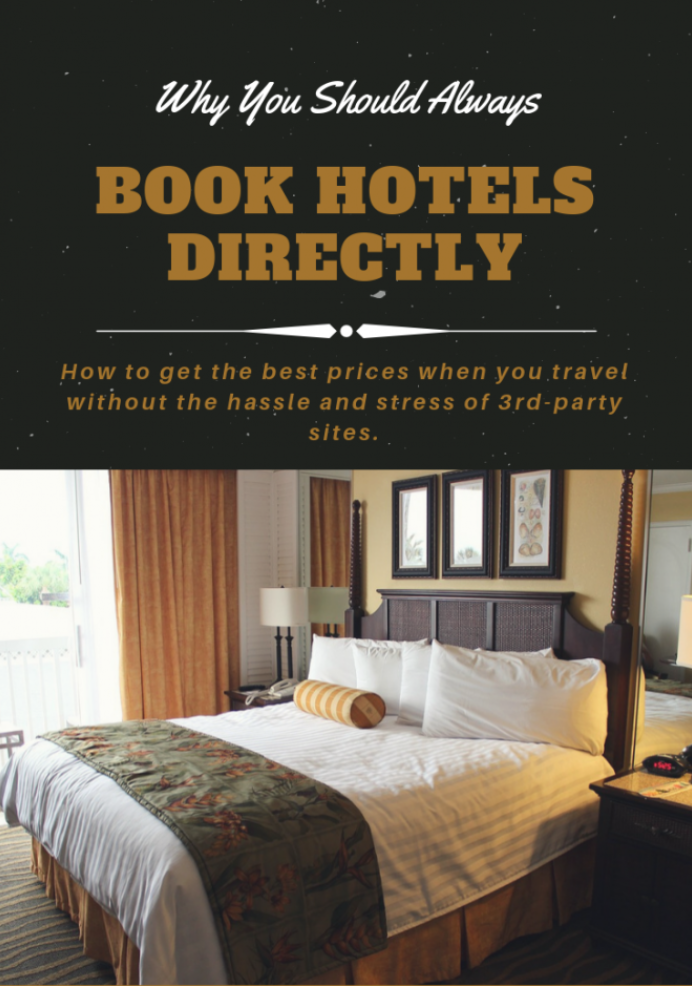 Why You Should Always
BOOK HOTELS
DIRECTLY
How to get the best prices when you travel
without the hassle and stress of 3rd-party
sites.